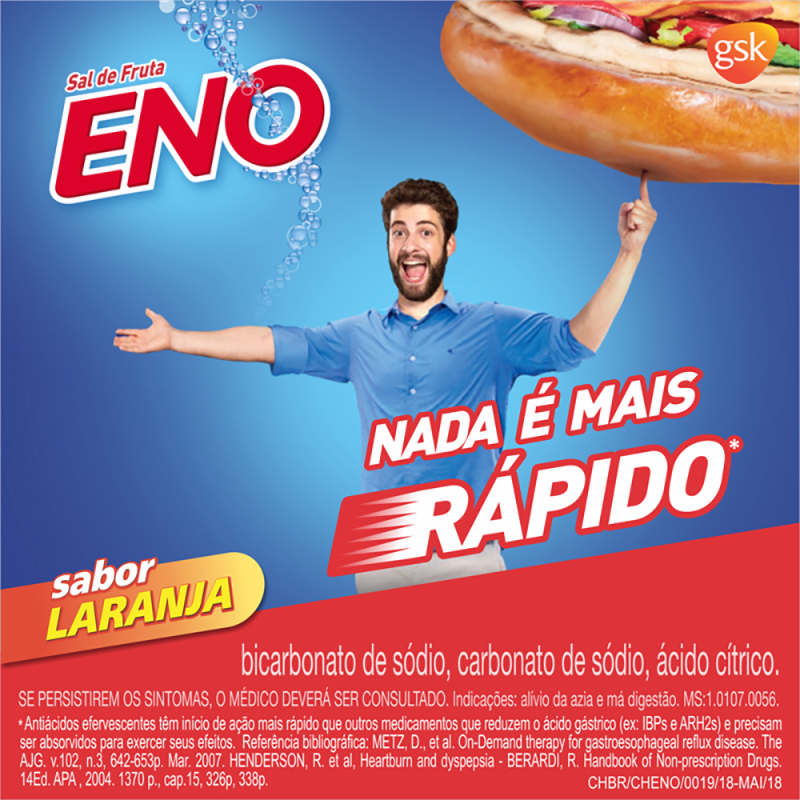 Sal de Fruta
ENO
gsk
NADA É MAIS
RÁPIDO*
sabor
LARANJA
bicarbonato de sódio, carbonato de sódio, ácido cítrico.
SE PERSISTIREM OS SINTOMAS, O MÉDICO DEVERÁ SER CONSULTADO. Indicações: alívio da azia e má digestão. MS:1.0107.0056.
*Antiácidos efervescentes têm início de ação mais rápido que outros medicamentos que reduzem o ácido gástrico (ex: IBPs e ARH2s) e precisam
ser absorvidos para exercer seus efeitos. Referência bibliográfica: METZ, D., et al. On-Demand therapy for gastroesophageal reflux disease. The
AJG. v.102, n.3, 642-653p. Mar. 2007. HENDERSON, R. et al, Heartburn and dyspepsia - BERARDI, R. Handbook of Non-prescription Drugs.
14Ed. APA , 2004. 1370 p., cap.15, 326p, 338p.
CHBR/CHENO/0019/18-MAI/18